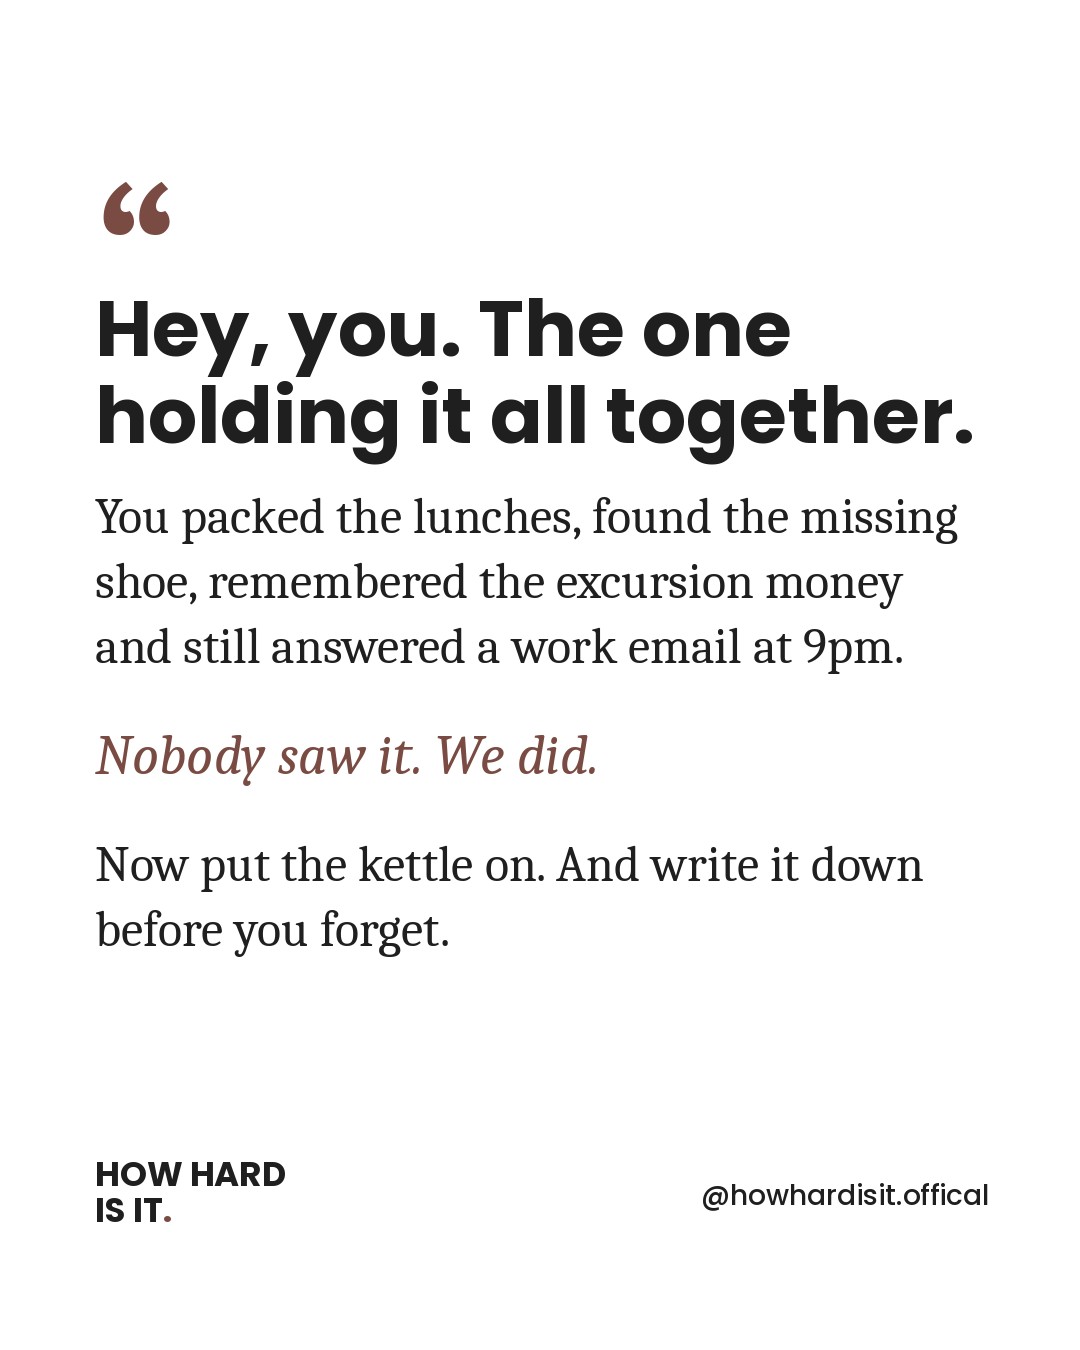 “
Hey, you. The one
holding it all together.
You packed the lunches, found the missing
shoe, remembered the excursion money
and still answered a work email at 9pm.
Nobody saw it. We did.
Now put the kettle on. And write it down
before you forget.
HOW HARD
IS IT.
@howhardisit.offical